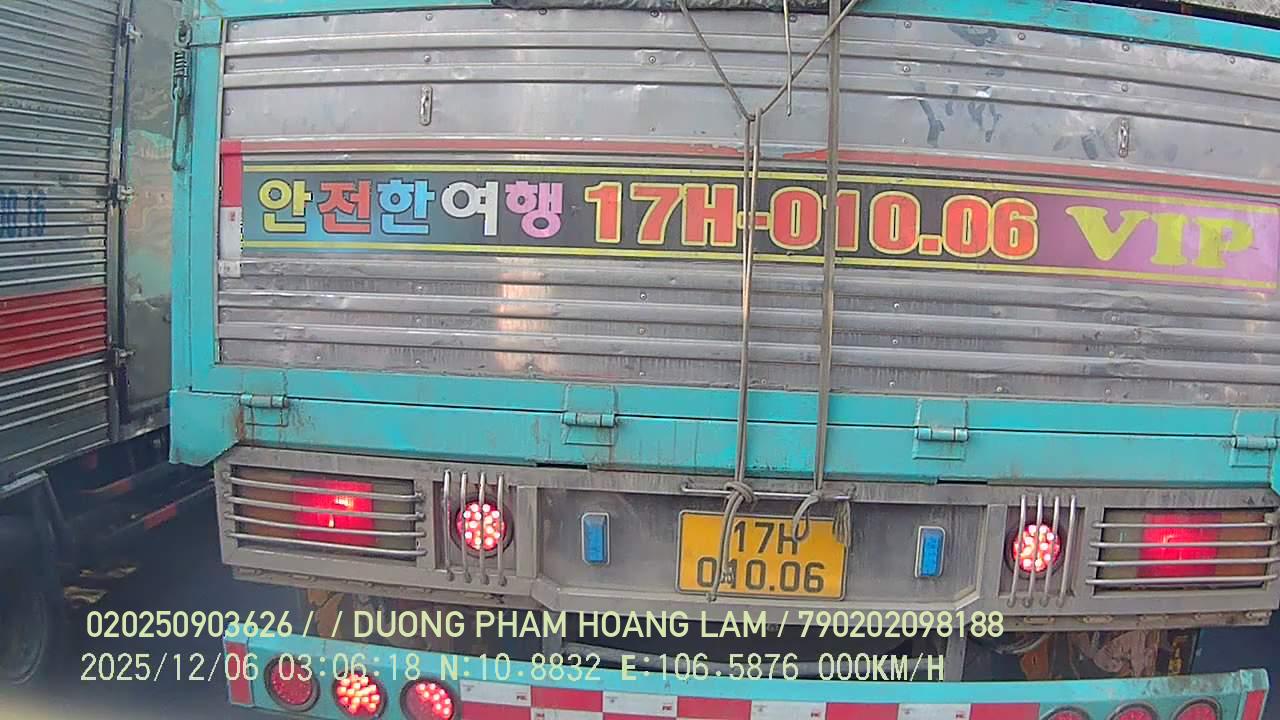 안전한여행 17H-010.06 VIP
17H
010.06
020250903626 / / DUONG PHAM HOANG LAM / 790202098188
2025/12/06 03:06:18 N:10.8832 E:106.5876 000KM/H